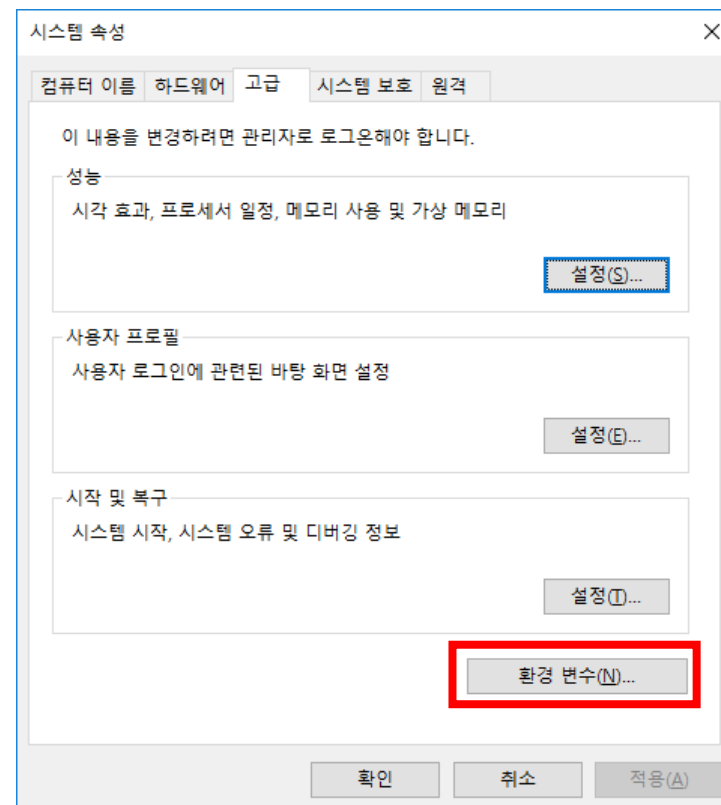 시스템 속성
컴퓨터 이름 하드웨어 고급 시스템 보호 원격
이 내용을 변경하려면 관리자로 로그온해야 합니다.
성능
시각 효과, 프로세서 일정, 메모리 사용 및 가상 메모리
설정(S)...
사용자 프로필
사용자 로그인에 관련된 바탕 화면 설정
설정(E)...
시작 및 복구
시스템 시작, 시스템 오류 및 디버깅 정보
설정(T)...
환경 변수(N)...
확인 취소 적용(A)